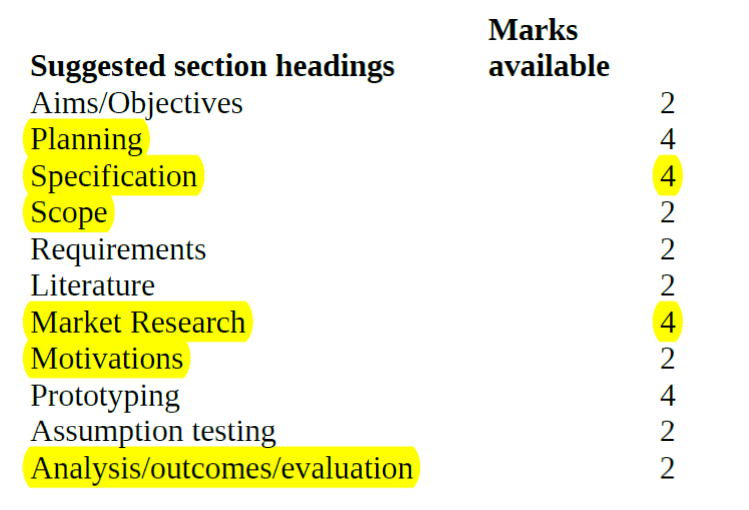 Marks
Suggested section headings available
Aims/Objectives 2
Planning 4
Specification 4
Scope 2
Requirements 2
Literature 2
Market Research 4
Motivations 2
Prototyping 4
Assumption testing 2
Analysis/outcomes/evaluation 2